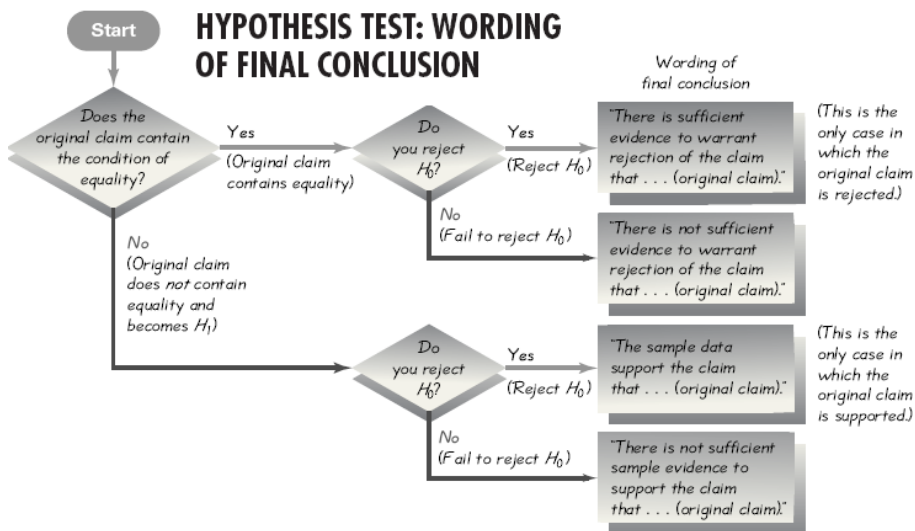 Start
HYPOTHESIS TEST: WORDING
OF FINAL CONCLUSION
Wording of
final conclusion
Does the
original claim contain
the condition of
equality?
Yes
(Original claim
contains equality)
Do
you reject
H₀?
Yes
(Reject H₀)
"There is sufficient
evidence to warrant
rejection of the claim
that . . . (original claim)."
(This is the
only case in
which the
original claim
is rejected.)
No
(Fail to reject H₀)
"There is not sufficient
evidence to warrant
rejection of the claim
that . . . (original claim)."
No
(Original claim
does not contain
equality and
becomes H₁)
Do
you reject
H₀?
Yes
(Reject H₀)
"The sample data
support the claim
that . . . (original claim)."
(This is the
only case in
which the
original claim
is supported.)
No
(Fail to reject H₀)
"There is not sufficient
sample evidence to
support the claim
that . . . (original claim)."